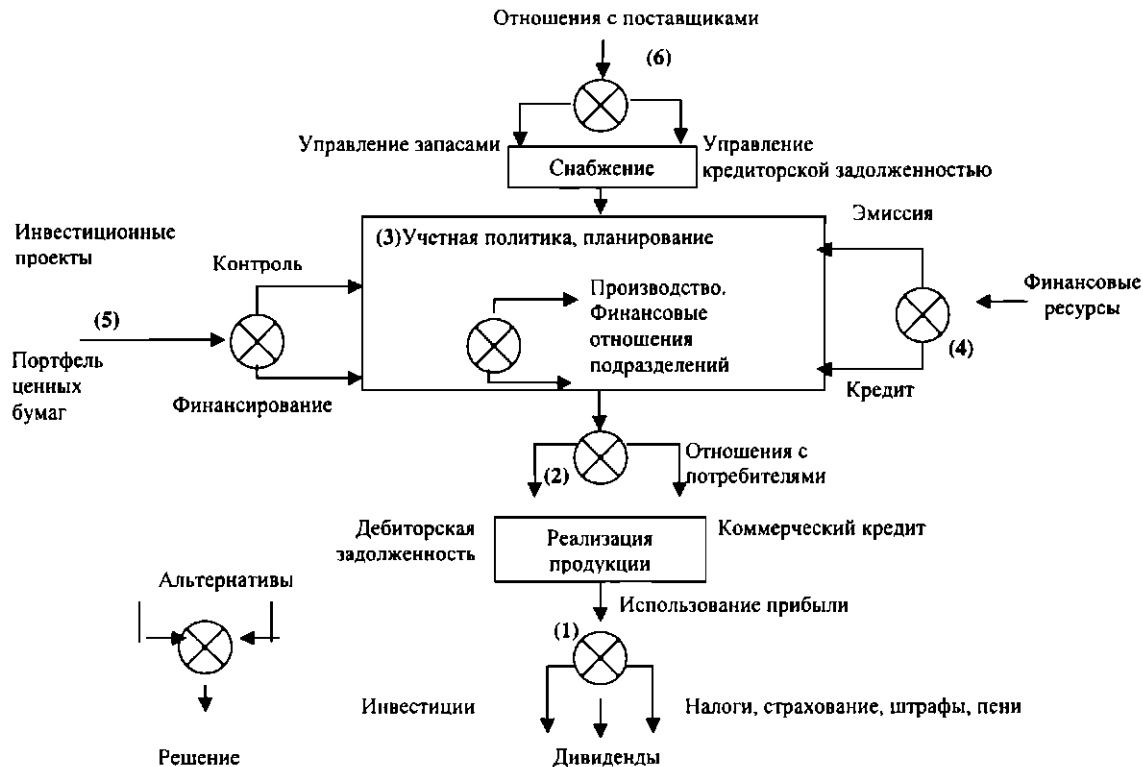 Отношения с поставщиками
(6)
Управление запасами
Снабжение
Управление
кредиторской задолженностью
Эмиссия
Инвестиционные
проекты
Контроль
(3)Учетная политика, планирование
Производство.
Финансовые
отношения
подразделений
Финансовые
ресурсы
(5)
(4)
Портфель
ценных
бумаг
Финансирование
Кредит
(2)
Отношения с
потребителями
Дебиторская
задолженность
Реализация
продукции
Коммерческий кредит
Альтернативы
Использование прибыли
(1)
Инвестиции
Налоги, страхование, штрафы, пени
Решение
Дивиденды